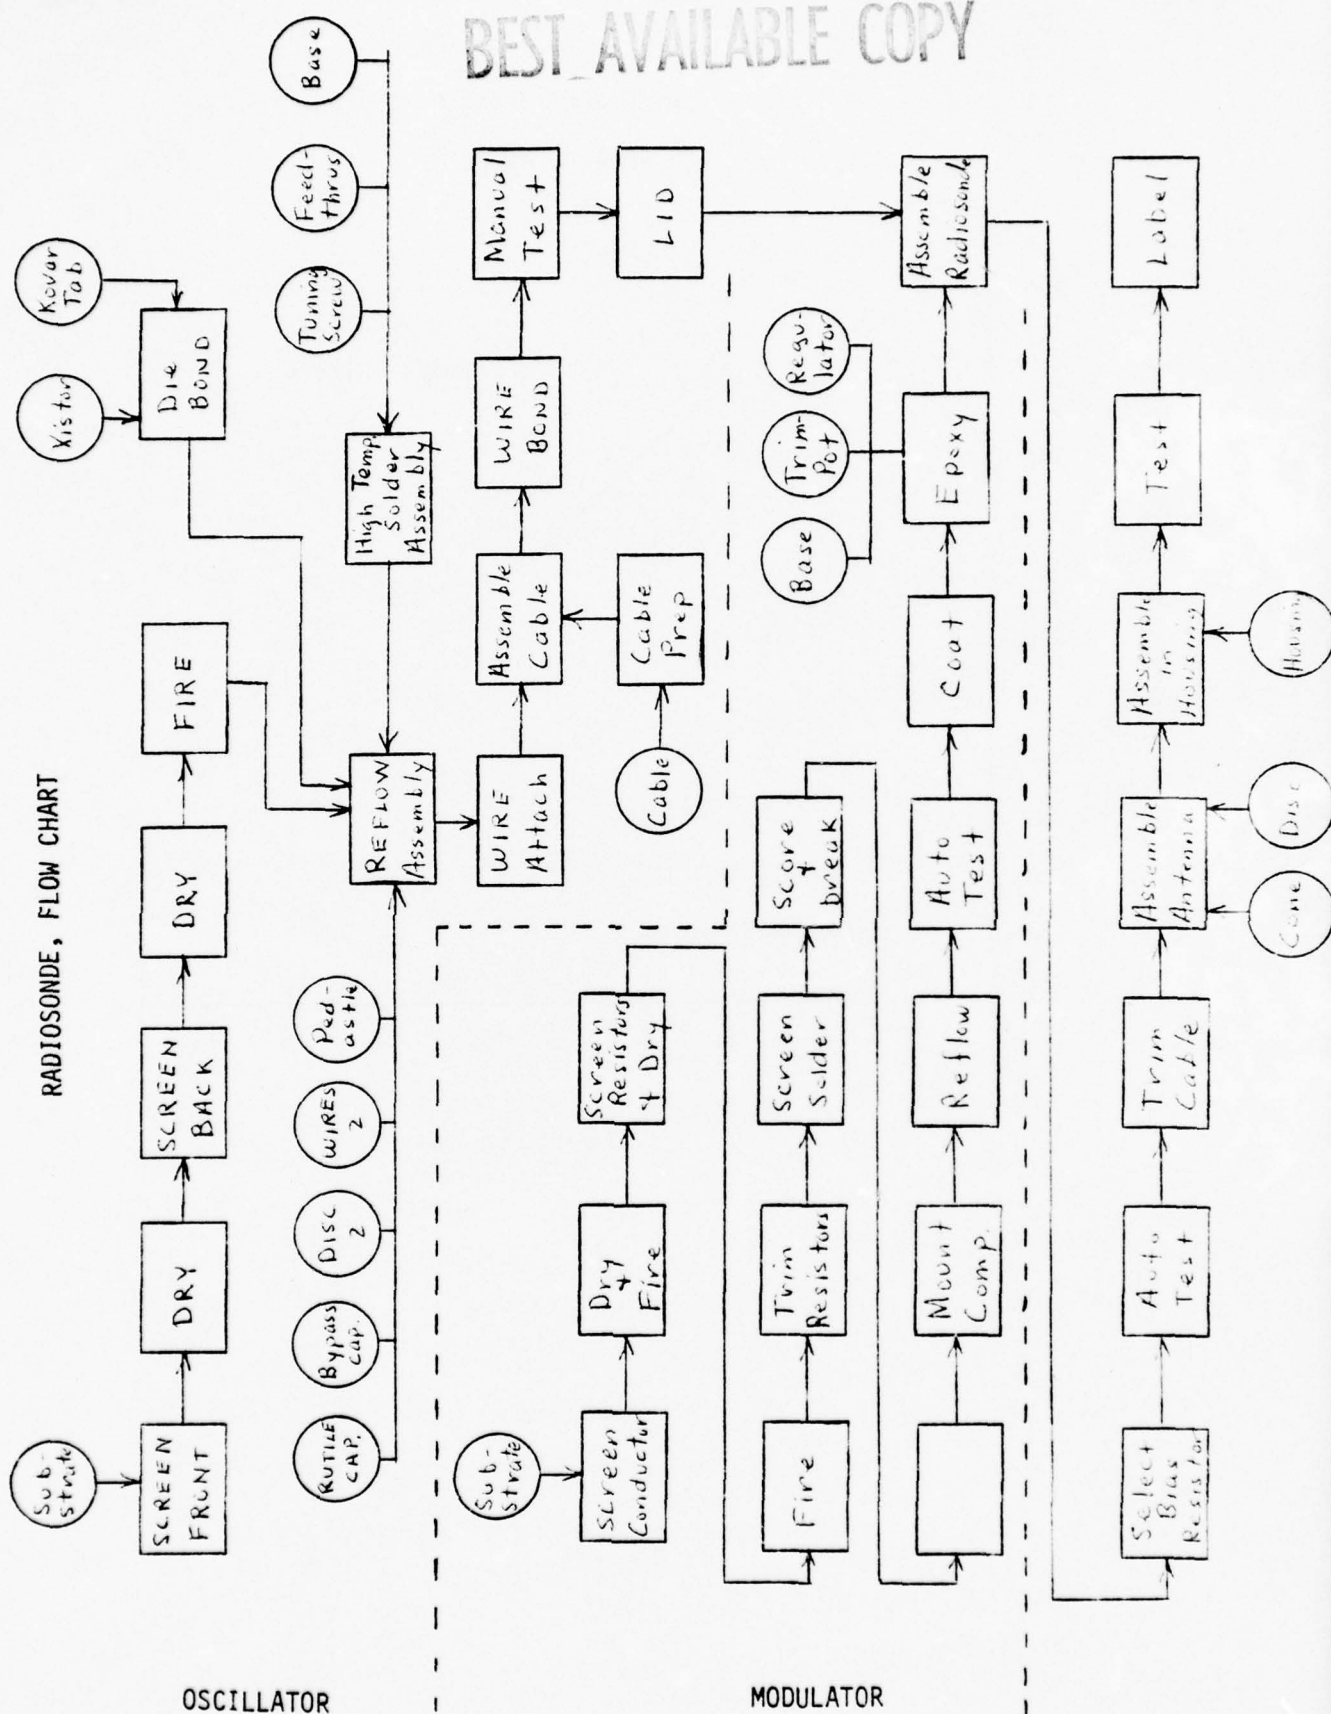 BEST AVAILABLE COPY
RADIOSONDE, FLOW CHART
OSCILLATOR
Sub-
strate
SCREEN
FRONT
DRY
SCREEN
BACK
DRY
FIRE
Xistor
Kovar
Tab
Die
BOND
RUTILE
CAP.
Bypass
Cap.
DISC
2
WIRES
2
Ped-
astle
REFLOW
Assembly
High Temp
Solder
Assembly
Tuning
Screw
Feed-
thrus
Base
WIRE
Attach
Assemble
Cable
WIRE
BOND
Manual
Test
Cable
Cable
Prep
LID
MODULATOR
Sub-
strate
Screen
Conductor
Dry
+
Fire
Screen
Resistors
+ Dry
Fire
Trim
Resistors
Screen
Solder
Score
+
break
Base
Trim-
Pot
Regu-
lator
Mount
Comp.
Reflow
Auto
Test
Coat
Epoxy
Assemble
Radiosonde
Select
Bias
Resistor
Auto
Test
Trim
Cable
Assemble
Antenna
Assemble
in
Housing
Test
Label
Cone
Disc
Housing